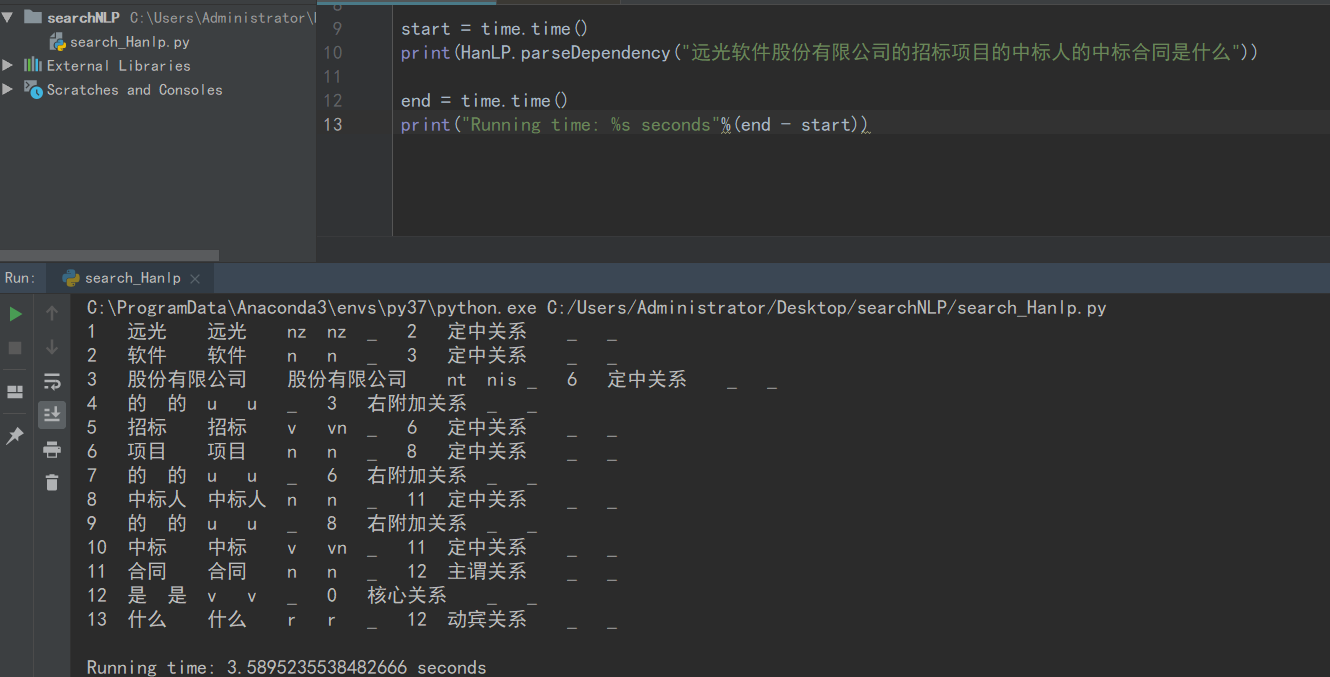 searchNLP C:\Users\Administrator\
search_Hanlp.py
External Libraries
Scratches and Consoles
8
9 start = time.time()
10 print(HanLP.parseDependency("远光软件股份有限公司的招标项目的中标人的中标合同是什么"))
11
12 end = time.time()
13 print("Running time: %s seconds"%(end - start))
Run: search_Hanlp ×
C:\ProgramData\Anaconda3\envs\py37\python.exe C:/Users/Administrator/Desktop/searchNLP/search_Hanlp.py
1 远光 远光 nz nz _ 2 定中关系 _ _
2 软件 软件 n n _ 3 定中关系 _ _
3 股份有限公司 股份有限公司 nt nis _ 6 定中关系 _ _
4 的 的 u u _ 3 右附加关系 _ _
5 招标 招标 v vn _ 6 定中关系 _ _
6 项目 项目 n n _ 8 定中关系 _ _
7 的 的 u u _ 6 右附加关系 _ _
8 中标人 中标人 n n _ 11 定中关系 _ _
9 的 的 u u _ 8 右附加关系 _ _
10 中标 中标 v vn _ 11 定中关系 _ _
11 合同 合同 n n _ 12 主谓关系 _ _
12 是 是 v v _ 0 核心关系 _ _
13 什么 什么 r r _ 12 动宾关系 _ _
Running time: 3.5895235538482666 seconds